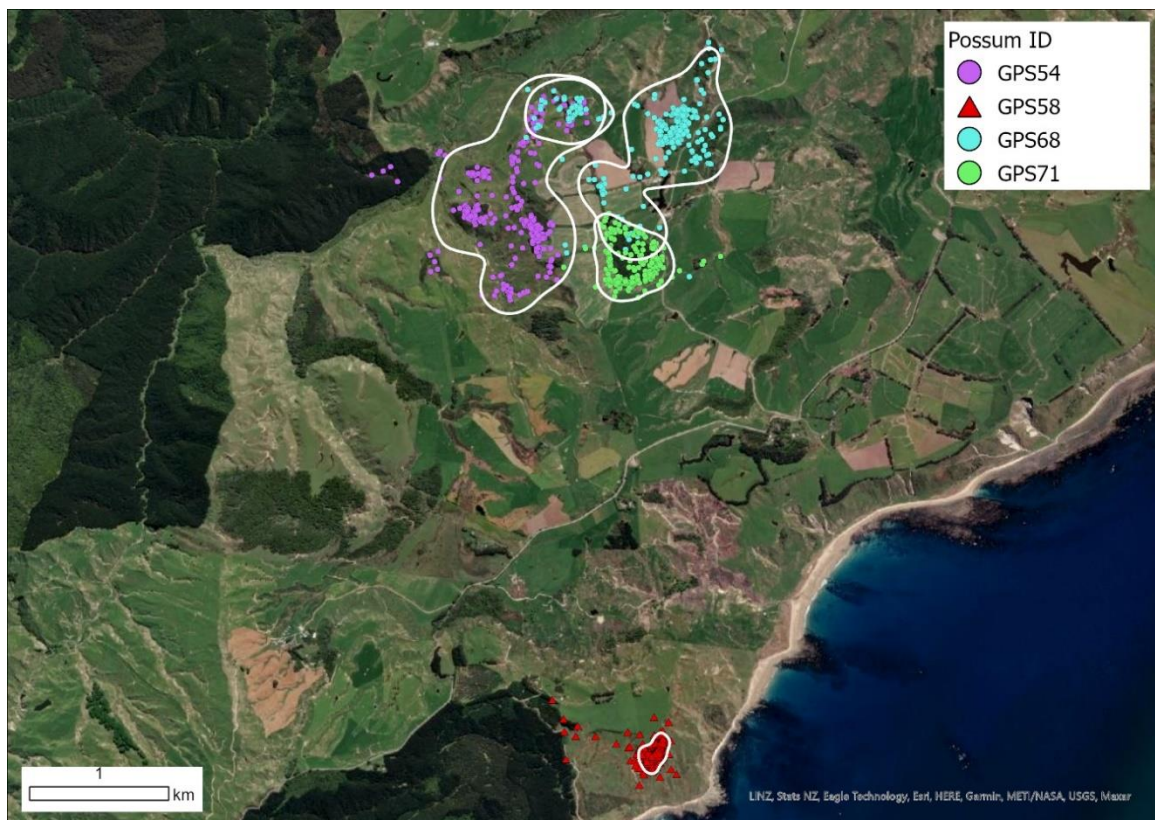 Possum ID
GPS54
GPS58
GPS68
GPS71
1
km
LINZ, Stats NZ, Eagle Technology, Esri, HERE, Garmin, METI/NASA, USGS, Maxar